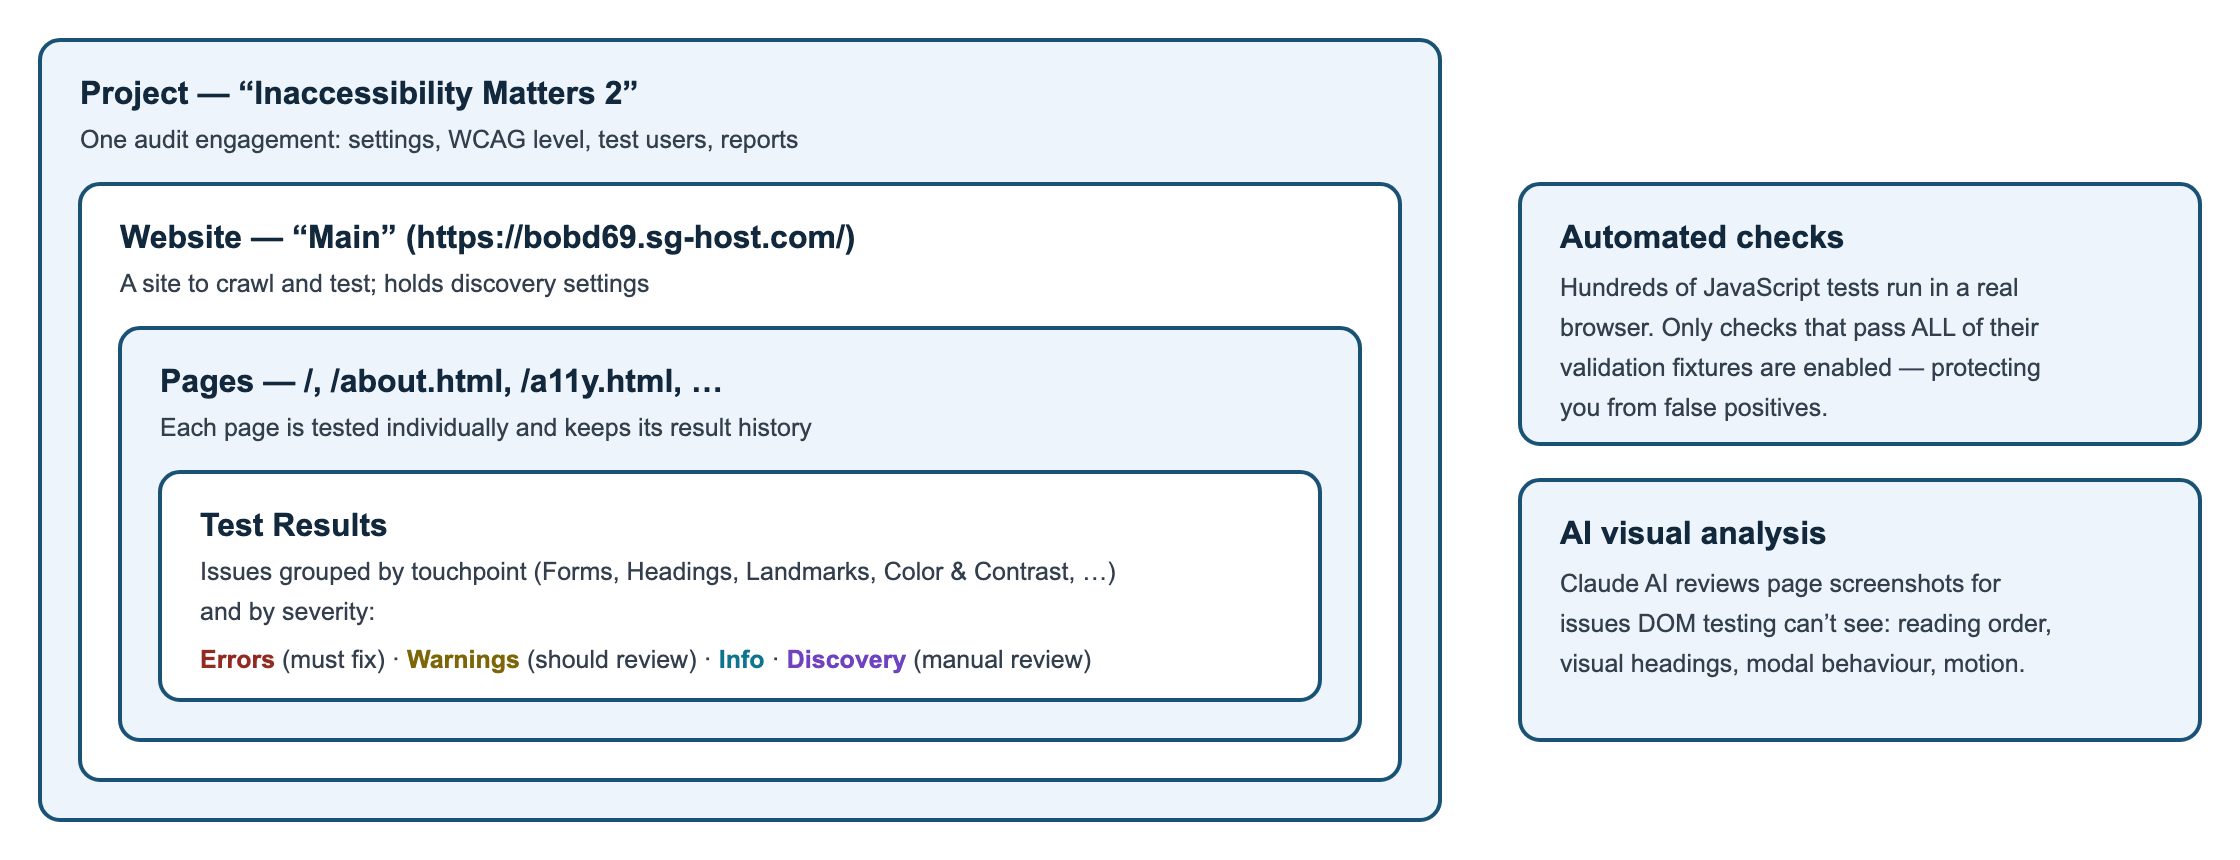 Project — “Inaccessibility Matters 2”
One audit engagement: settings, WCAG level, test users, reports
Website — “Main” (https://bobd69.sg-host.com/)
A site to crawl and test; holds discovery settings
Pages — /, /about.html, /a11y.html, …
Each page is tested individually and keeps its result history
Test Results
Issues grouped by touchpoint (Forms, Headings, Landmarks, Color & Contrast, …)
and by severity:
Errors (must fix) · Warnings (should review) · Info · Discovery (manual review)
Automated checks
Hundreds of JavaScript tests run in a real
browser. Only checks that pass ALL of their
validation fixtures are enabled — protecting
you from false positives.
AI visual analysis
Claude AI reviews page screenshots for
issues DOM testing can’t see: reading order,
visual headings, modal behaviour, motion.